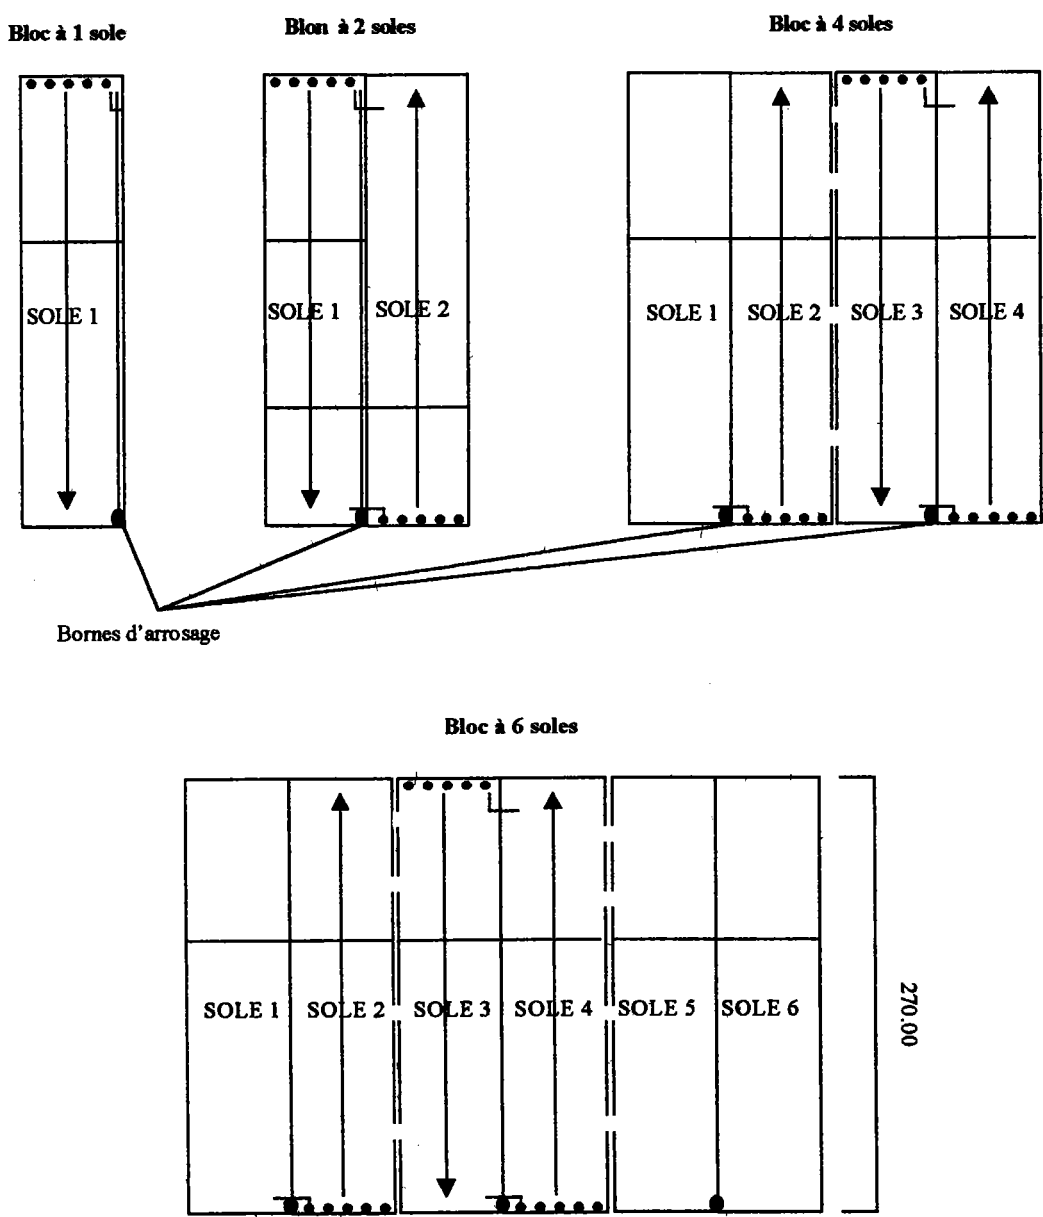 Bloc à 1 sole
Blon à 2 soles
Bloc à 4 soles
SOLE 1
SOLE 1
SOLE 2
SOLE 1
SOLE 2
SOLE 3
SOLE 4
Bornes d'arrosage
Bloc à 6 soles
SOLE 1
SOLE 2
SOLE 3
SOLE 4
SOLE 5
SOLE 6
270.00